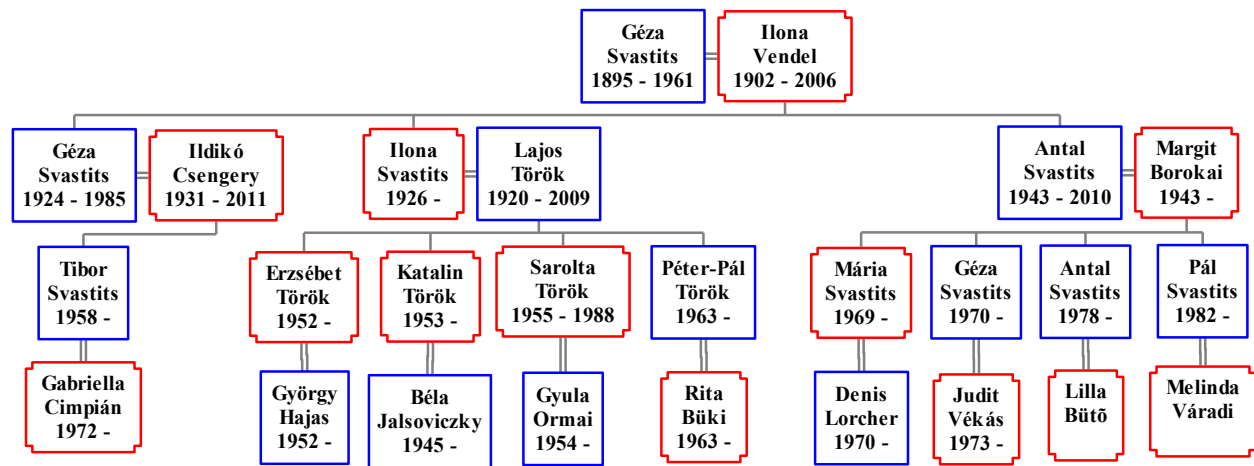 Géza
Svastits
1895 - 1961
Ilona
Vendel
1902 - 2006
Géza
Svastits
1924 - 1985
Ildikó
Csengery
1931 - 2011
Ilona
Svastits
1926 -
Lajos
Török
1920 - 2009
Antal
Svastits
1943 - 2010
Margit
Borokai
1943 -
Tibor
Svastits
1958 -
Erzsébet
Török
1952 -
Katalin
Török
1953 -
Sarolta
Török
1955 - 1988
Péter-Pál
Török
1963 -
Mária
Svastits
1969 -
Géza
Svastits
1970 -
Antal
Svastits
1978 -
Pál
Svastits
1982 -
Gabriella
Cimpián
1972 -
György
Hajas
1952 -
Béla
Jalsoviczky
1945 -
Gyula
Ormai
1954 -
Rita
Büki
1963 -
Denis
Lorcher
1970 -
Judit
Vékás
1973 -
Lilla
Bütõ
Melinda
Váradi